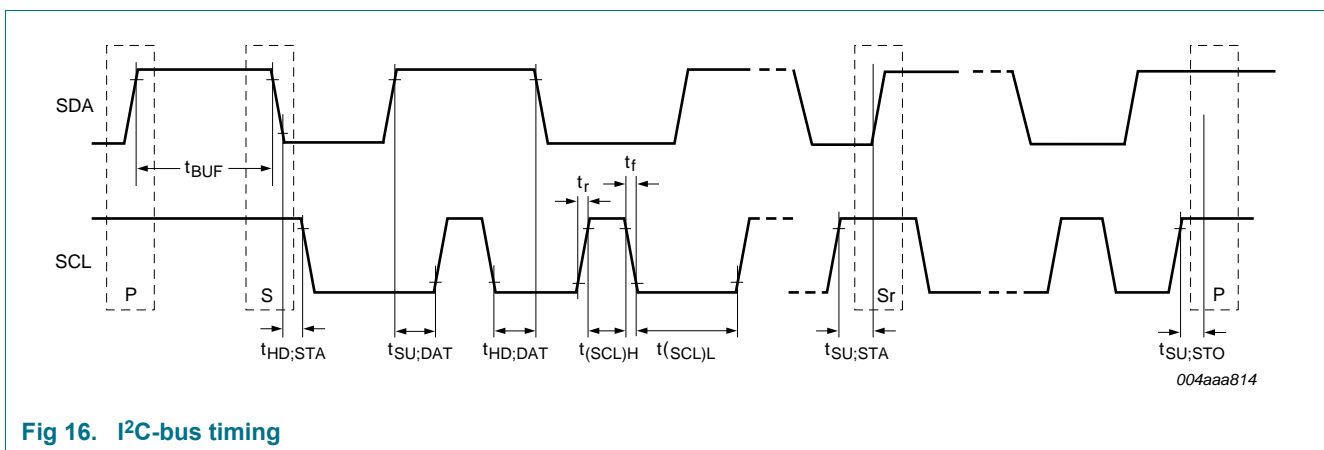 SDA
tBUF
tr
tf
SCL
P
S
Sr
P
tHD;STA
tSU;DAT
tHD;DAT
t(SCL)H
t(SCL)L
tSU;STA
tSU;STO
004aaa814
Fig 16. I²C-bus timing